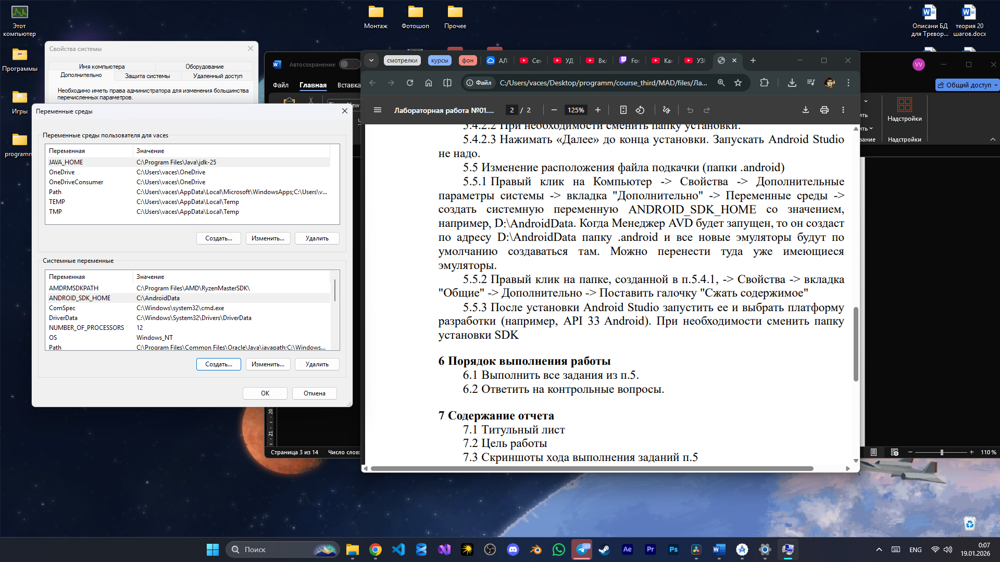 Этот
компьютер
Программы
Игры
programm
Монтаж
Фотошоп
Прочее
Описани БД
для Тревор...
теория 20
шагов.docx
Свойства системы
Имя компьютера
Оборудование
Дополнительно
Защита системы
Удаленный доступ
Необходимо иметь права администратора для изменения большинства
перечисленных параметров.
Переменные среды
Переменные среды пользователя для vaces
Переменная Значение
JAVA_HOME C:\Program Files\Java\jdk-25
OneDrive C:\Users\vaces\OneDrive
OneDriveConsumer C:\Users\vaces\OneDrive
Path C:\Users\vaces\AppData\Local\Microsoft\WindowsApps;C:\Users\v...
TEMP C:\Users\vaces\AppData\Local\Temp
TMP C:\Users\vaces\AppData\Local\Temp
Создать... Изменить... Удалить
Системные переменные
Переменная Значение
AMDRMSDKPATH C:\Program Files\AMD\RyzenMasterSDK\
ANDROID_SDK_HOME C:\AndroidData
ComSpec C:\Windows\system32\cmd.exe
DriverData C:\Windows\System32\Drivers\DriverData
NUMBER_OF_PROCESSORS 12
OS Windows_NT
Path C:\Program Files\Common Files\Oracle\Java\javapath;C:\Windows...
Создать... Изменить... Удалить
ОК Отмена
Автосохранение
Файл Главная Вставка
New
20
21
Страница 3 из 14 Число слов:
смотрелки курсы фон АЛ Сек УД Вкл For Как УЗІ
Файл C:/Users/vaces/Desktop/programm/course_third/MAD/files/Ла...
Лабораторная работа №01.... 2 / 2 125%
5.4.2.2 При необходимости сменить папку установки.
5.4.2.3 Нажимать «Далее» до конца установки. Запускать Android Studio
не надо.
5.5 Изменение расположения файла подкачки (папки .android)
5.5.1 Правый клик на Компьютер -> Свойства -> Дополнительные
параметры системы -> вкладка "Дополнительно" -> Переменные среды ->
создать системную переменную ANDROID_SDK_HOME со значением,
например, D:\AndroidData. Когда Менеджер AVD будет запущен, то он создаст
по адресу D:\AndroidData папку .android и все новые эмуляторы будут по
умолчанию создаваться там. Можно перенести туда уже имеющиеся
эмуляторы.
5.5.2 Правый клик на папке, созданной в п.5.4.1, -> Свойства -> вкладка
"Общие" -> Дополнительно -> Поставить галочку "Сжать содержимое"
5.5.3 После установки Android Studio запустить ее и выбрать платформу
разработки (например, API 33 Android). При необходимости сменить папку
установки SDK
6 Порядок выполнения работы
6.1 Выполнить все задания из п.5.
6.2 Ответить на контрольные вопросы.
7 Содержание отчета
7.1 Титульный лист
7.2 Цель работы
7.3 Скриншоты хода выполнения заданий п.5
VV
Общий доступ
ить
ить
ание
Надстройки
Надстройки
110 %
Поиск
67
Ae Pr Ps
ENG
0:07
19.01.2026